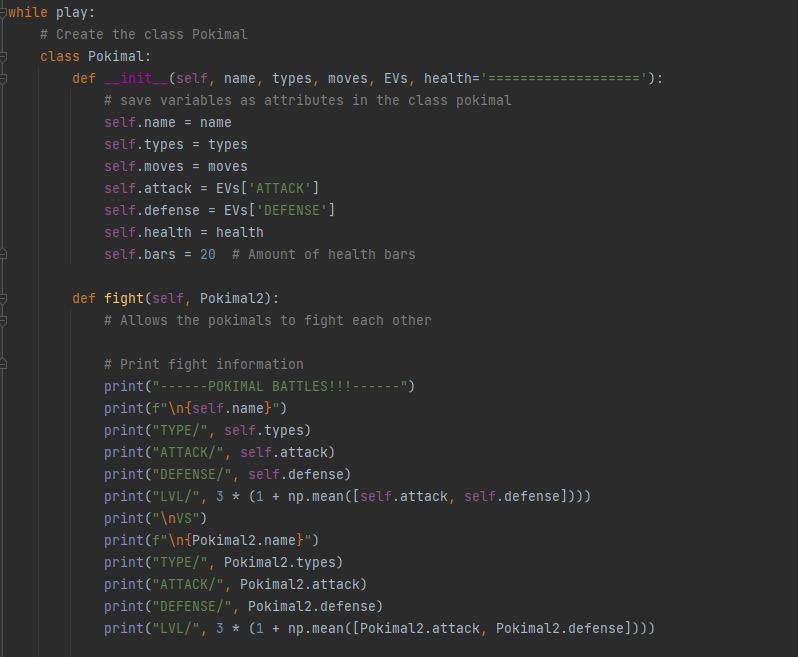 while play:
    # Create the class Pokimal
    class Pokimal:
        def __init__(self, name, types, moves, EVs, health='==================='):
            # save variables as attributes in the class pokimal
            self.name = name
            self.types = types
            self.moves = moves
            self.attack = EVs['ATTACK']
            self.defense = EVs['DEFENSE']
            self.health = health
            self.bars = 20  # Amount of health bars

        def fight(self, Pokimal2):
            # Allows the pokimals to fight each other

            # Print fight information
            print("------POKIMAL BATTLES!!!------")
            print(f"\n{self.name}")
            print("TYPE/", self.types)
            print("ATTACK/", self.attack)
            print("DEFENSE/", self.defense)
            print("LVL/", 3 * (1 + np.mean([self.attack, self.defense])))
            print("\nVS")
            print(f"\n{Pokimal2.name}")
            print("TYPE/", Pokimal2.types)
            print("ATTACK/", Pokimal2.attack)
            print("DEFENSE/", Pokimal2.defense)
            print("LVL/", 3 * (1 + np.mean([Pokimal2.attack, Pokimal2.defense])))